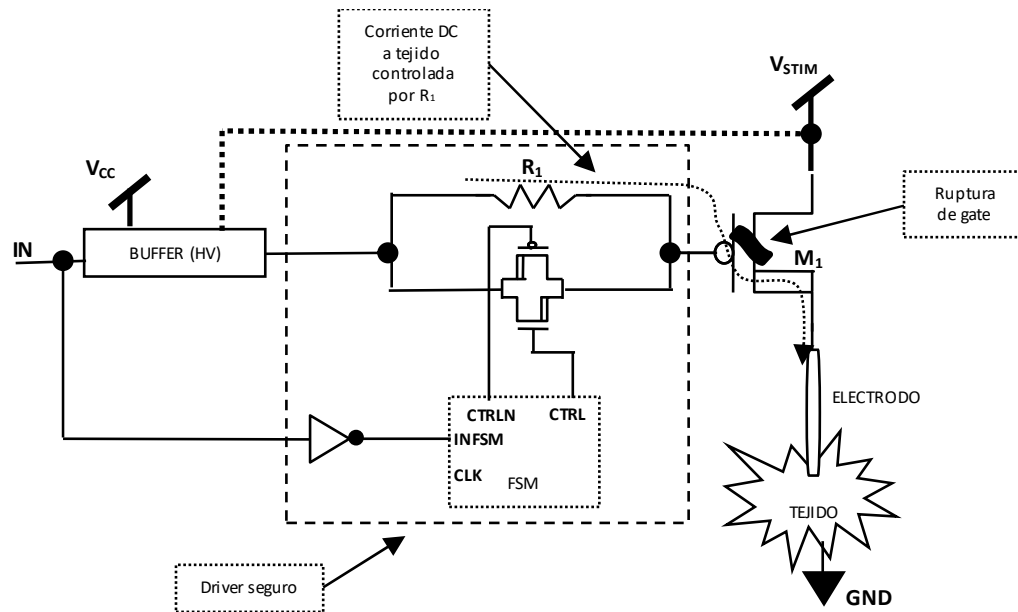 Corriente DC
a tejido
controlada
por R1
VSTIM
R1
VCC
Ruptura
de gate
IN
BUFFER (HV)
M1
CTRLN
CTRL
INFSM
CLK
FSM
ELECTRODO
TEJIDO
Driver seguro
GND